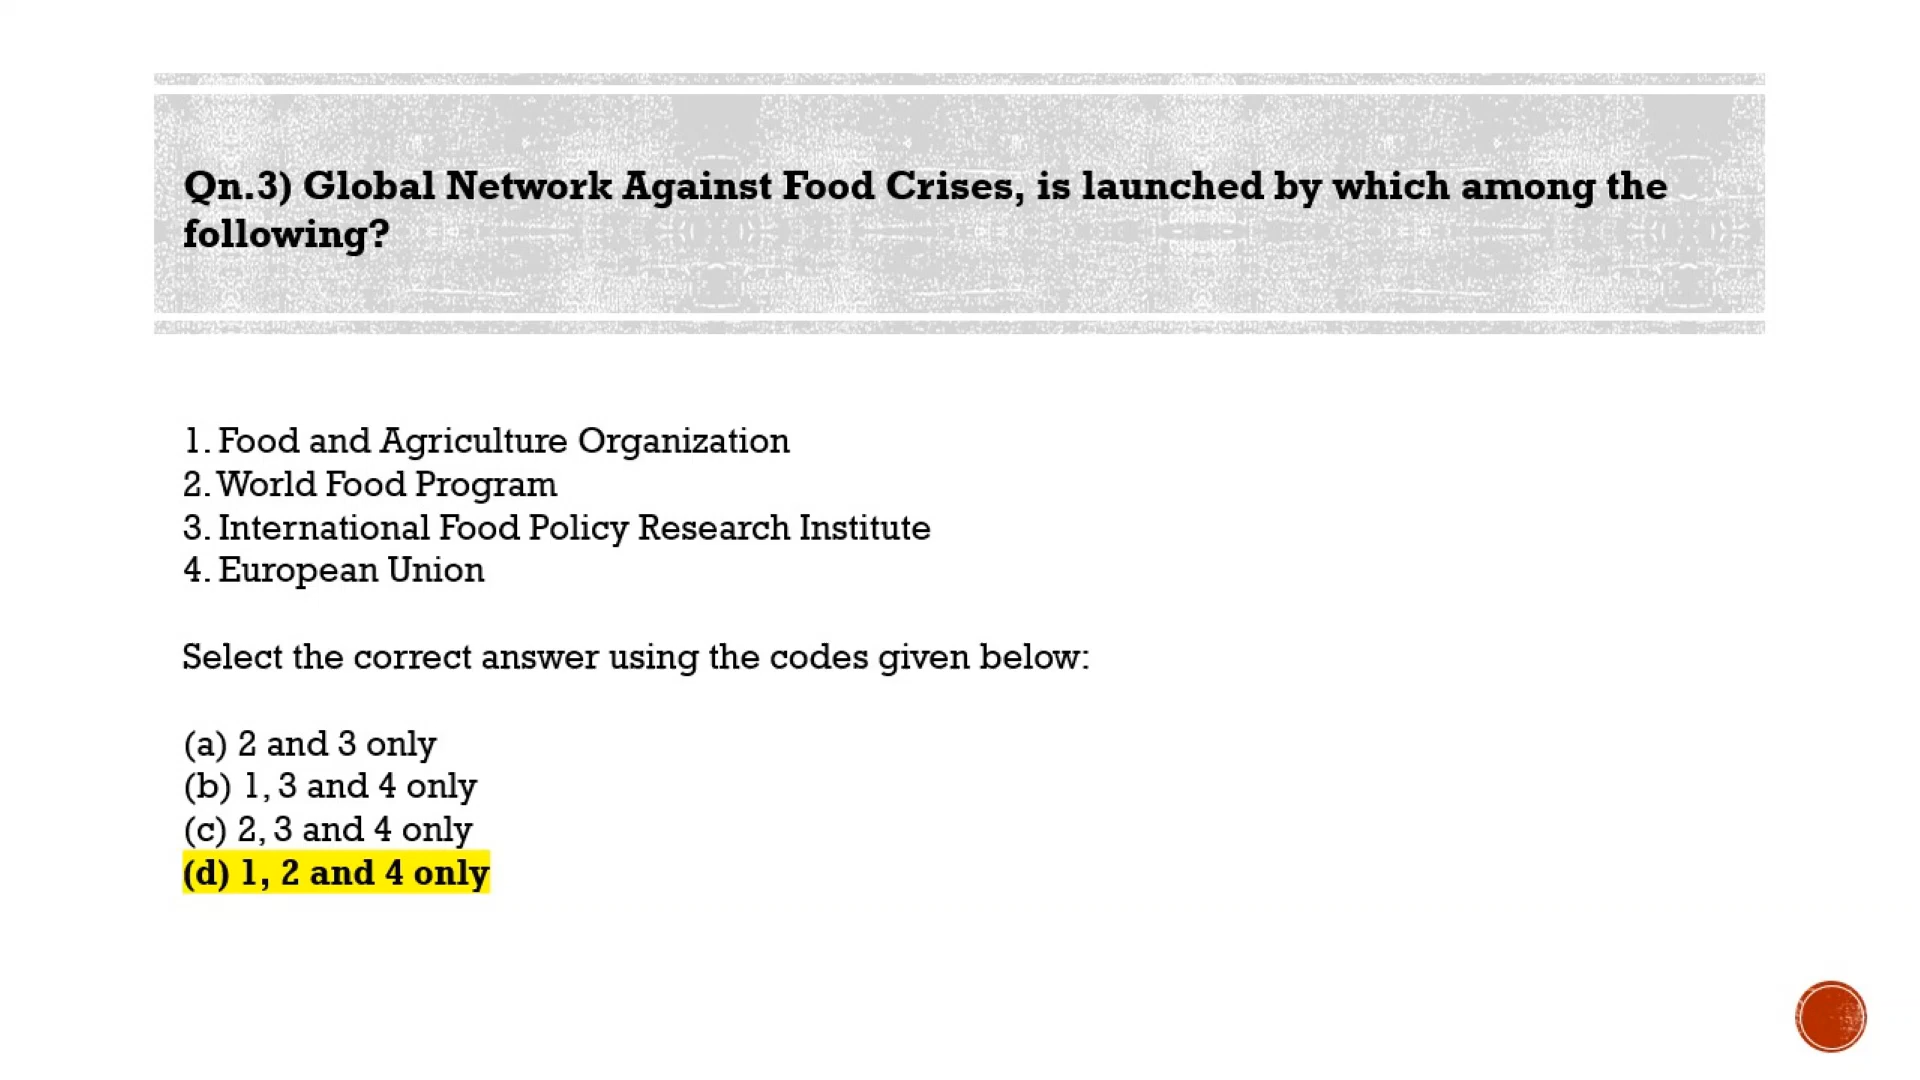 Qn.3) Global Network Against Food Crises, is launched by which among the
following?
1. Food and Agriculture Organization
2. World Food Program
3. International Food Policy Research Institute
4. European Union
Select the correct answer using the codes given below:
(a) 2 and 3 only
(b) 1, 3 and 4 only
(c) 2, 3 and 4 only
(d) 1, 2 and 4 only